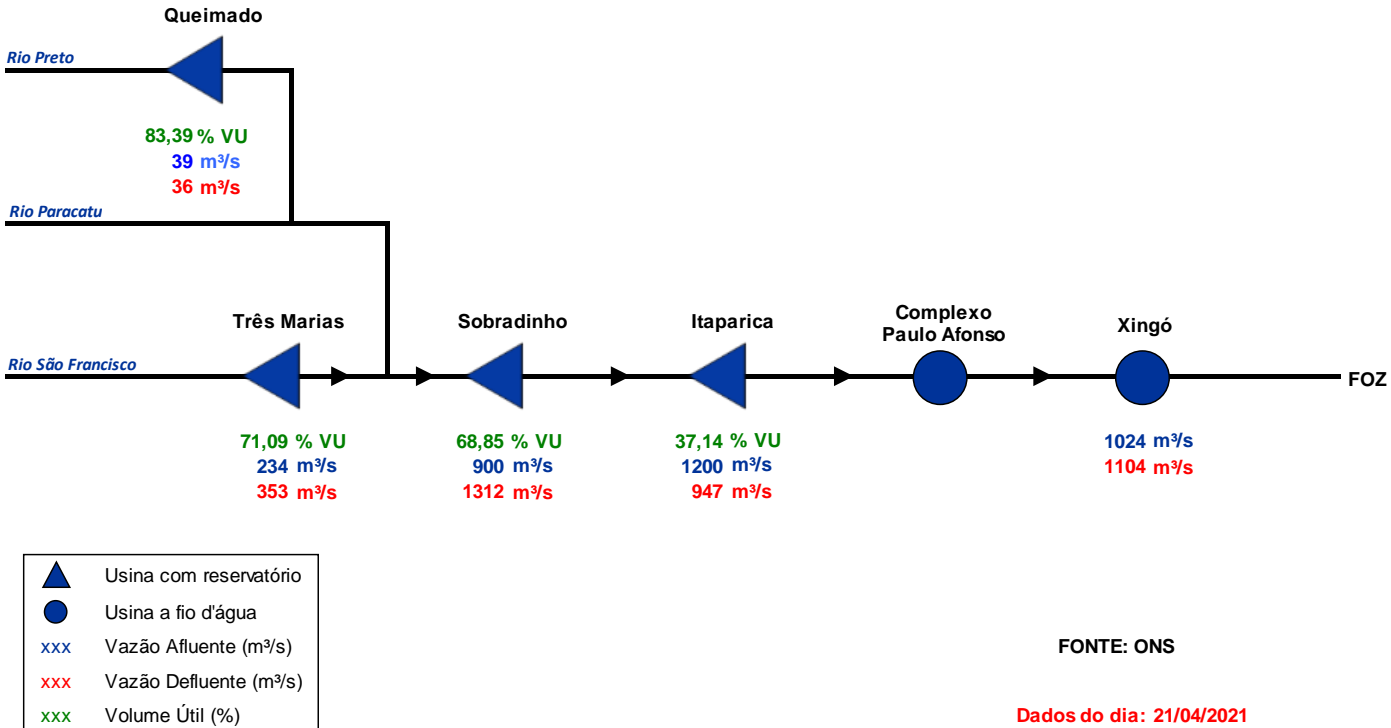 Queimado
Rio Preto
83,39 % VU
39 m³/s
36 m³/s
Rio Paracatu
Três Marias
Sobradinho
Itaparica
Complexo
Paulo Afonso
Xingó
Rio São Francisco
FOZ
71,09 % VU
234 m³/s
353 m³/s
68,85 % VU
900 m³/s
1312 m³/s
37,14 % VU
1200 m³/s
947 m³/s
1024 m³/s
1104 m³/s
Usina com reservatório
Usina a fio d'água
xxx Vazão Afluente (m³/s)
xxx Vazão Defluente (m³/s)
xxx Volume Útil (%)
FONTE: ONS
Dados do dia: 21/04/2021